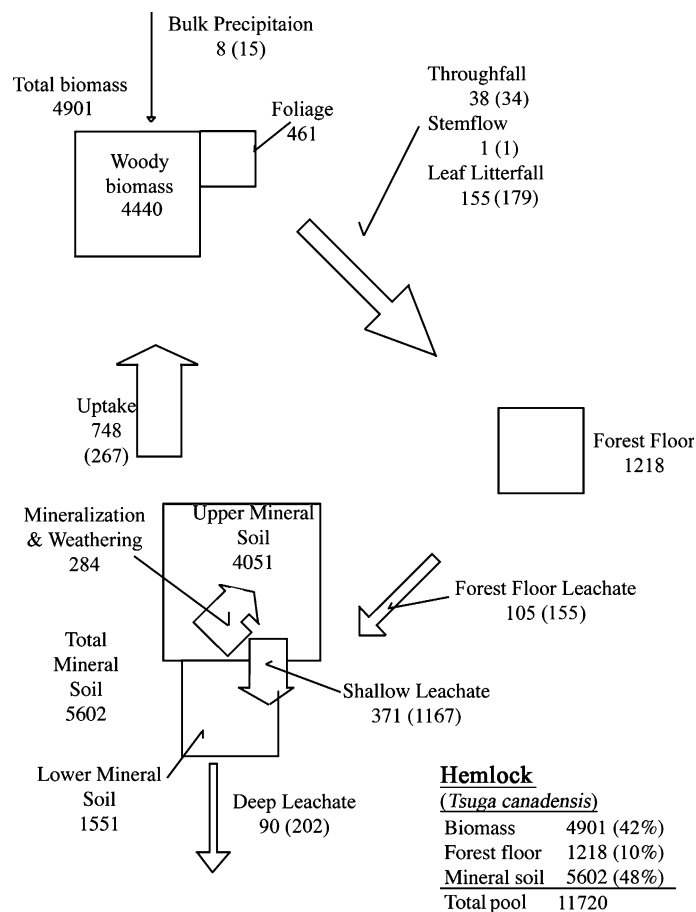 Bulk Precipitaion
8 (15)
Total biomass
4901
Foliage
461
Woody
biomass
4440
Throughfall
38 (34)
Stemflow
1 (1)
Leaf Litterfall
155 (179)
Uptake
748
(267)
Forest Floor
1218
Mineralization
& Weathering
284
Upper Mineral
Soil
4051
Forest Floor Leachate
105 (155)
Total
Mineral
Soil
5602
Shallow Leachate
371 (1167)
Lower Mineral
Soil
1551
Deep Leachate
90 (202)
Hemlock
(Tsuga canadensis)
Biomass 4901 (42%)
Forest floor 1218 (10%)
Mineral soil 5602 (48%)
Total pool 11720